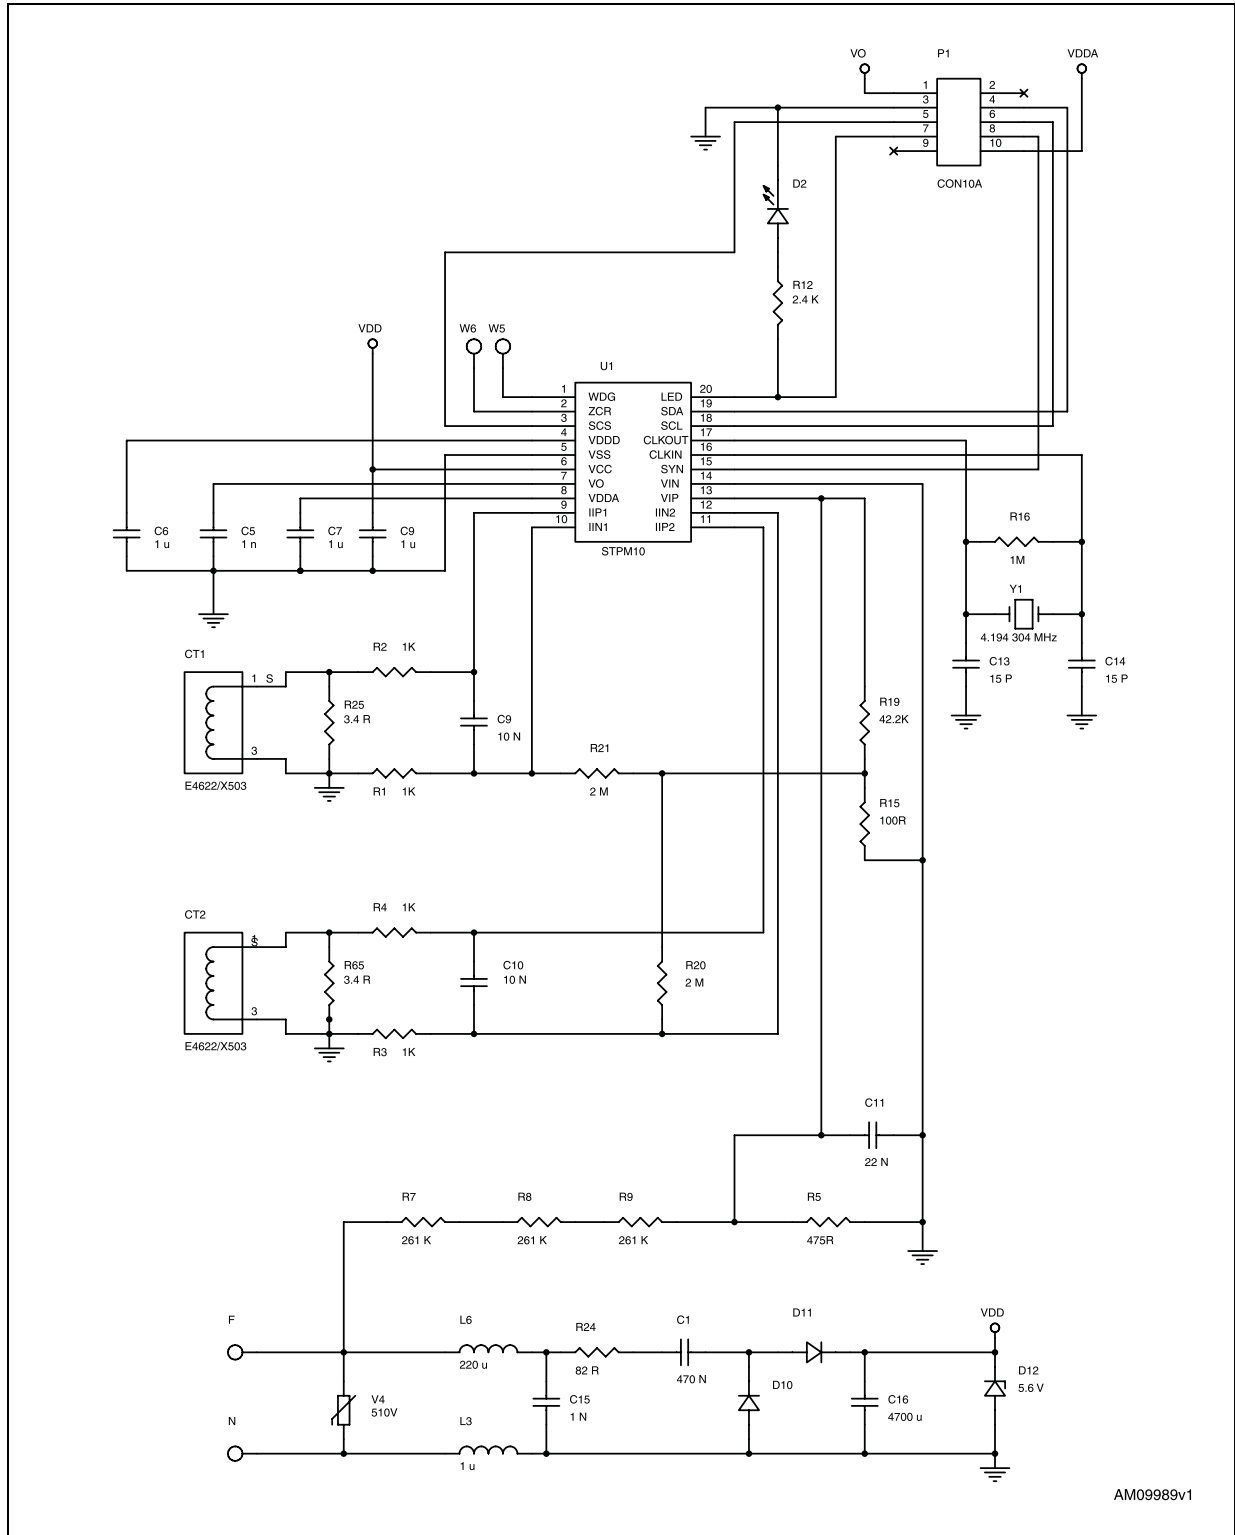 VO P1 VDDA
1 2
3 4
5 6
7 8
9 10
CON10A
D2
R12
2.4 K
VDD W6 W5
U1
1 WDG LED 20
2 ZCR SDA 19
3 SCS SCL 18
4 VDDD CLKOUT 17
5 VSS CLKIN 16
6 VCC SYN 15
7 VO VIN 14
8 VDDA VIP 13
9 IIP1 IIN2 12
10 IIN1 IIP2 11
STPM10
C6 C5 C7 C9
1 u 1 n 1 u 1 u
R16
1M
Y1
4.194 304 MHz
C13 C14
15 P 15 P
CT1 R2 1K
1 S
R25
3.4 R
C9
10 N
R19
42.2K
3
E4622/X503
R1 1K
R21
2 M
R15
100R
CT2 R4 1K
1
S
R65
3.4 R
C10
10 N
R20
2 M
3
E4622/X503
R3 1K
C11
22 N
R7 R8 R9 R5
261 K 261 K 261 K 475R
F L6 R24 C1 D11 VDD
220 u 82 R 470 N
V4
510V
C15
1 N
D10
C16
4700 u
D12
5.6 V
N L3
1 u
AM09989v1